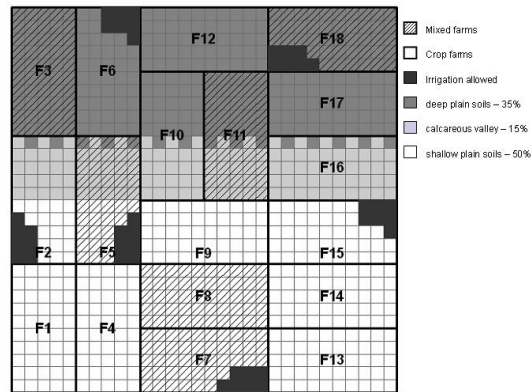 F12
F18
F3
F6
F17
F10
F11
F16
F2
F5
F9
F15
F8
F14
F1
F4
F7
F13
Mixed farms
Crop farms
Irrigation allowed
deep plain soils – 35%
calcareous valley – 15%
shallow plain soils – 50%